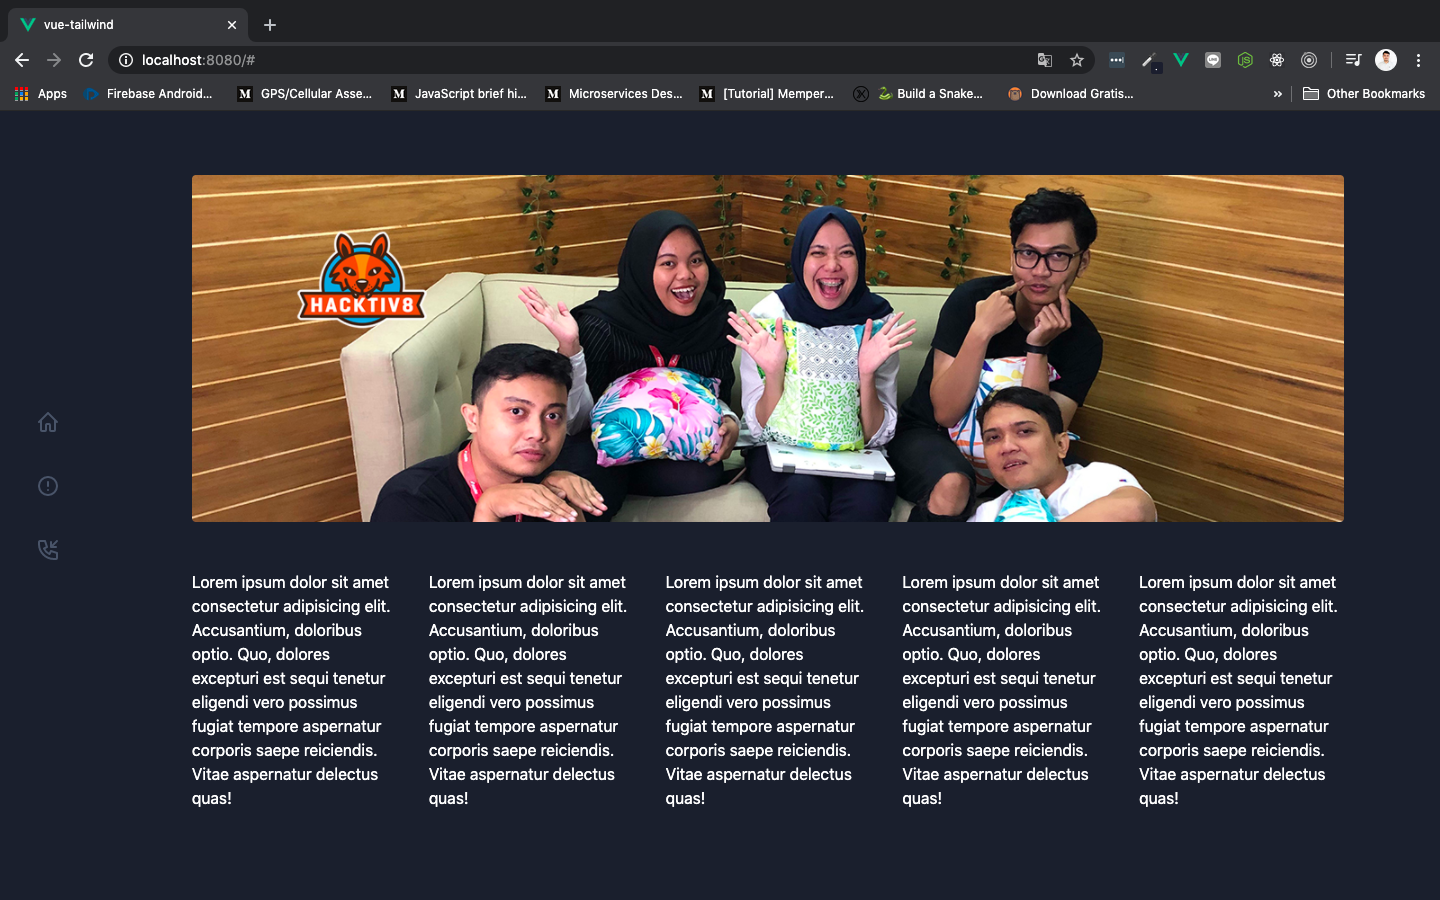 vue-tailwind
localhost:8080/#
Apps
Firebase Android...
GPS/Cellular Asse...
JavaScript brief hi...
Microservices Des...
[Tutorial] Memper...
Build a Snake...
Download Gratis...
Other Bookmarks
HACKTIV8
Lorem ipsum dolor sit amet
consectetur adipisicing elit.
Accusantium, doloribus
optio. Quo, dolores
excepturi est sequi tenetur
eligendi vero possimus
fugiat tempore aspernatur
corporis saepe reiciendis.
Vitae aspernatur delectus
quas!
Lorem ipsum dolor sit amet
consectetur adipisicing elit.
Accusantium, doloribus
optio. Quo, dolores
excepturi est sequi tenetur
eligendi vero possimus
fugiat tempore aspernatur
corporis saepe reiciendis.
Vitae aspernatur delectus
quas!
Lorem ipsum dolor sit amet
consectetur adipisicing elit.
Accusantium, doloribus
optio. Quo, dolores
excepturi est sequi tenetur
eligendi vero possimus
fugiat tempore aspernatur
corporis saepe reiciendis.
Vitae aspernatur delectus
quas!
Lorem ipsum dolor sit amet
consectetur adipisicing elit.
Accusantium, doloribus
optio. Quo, dolores
excepturi est sequi tenetur
eligendi vero possimus
fugiat tempore aspernatur
corporis saepe reiciendis.
Vitae aspernatur delectus
quas!
Lorem ipsum dolor sit amet
consectetur adipisicing elit.
Accusantium, doloribus
optio. Quo, dolores
excepturi est sequi tenetur
eligendi vero possimus
fugiat tempore aspernatur
corporis saepe reiciendis.
Vitae aspernatur delectus
quas!